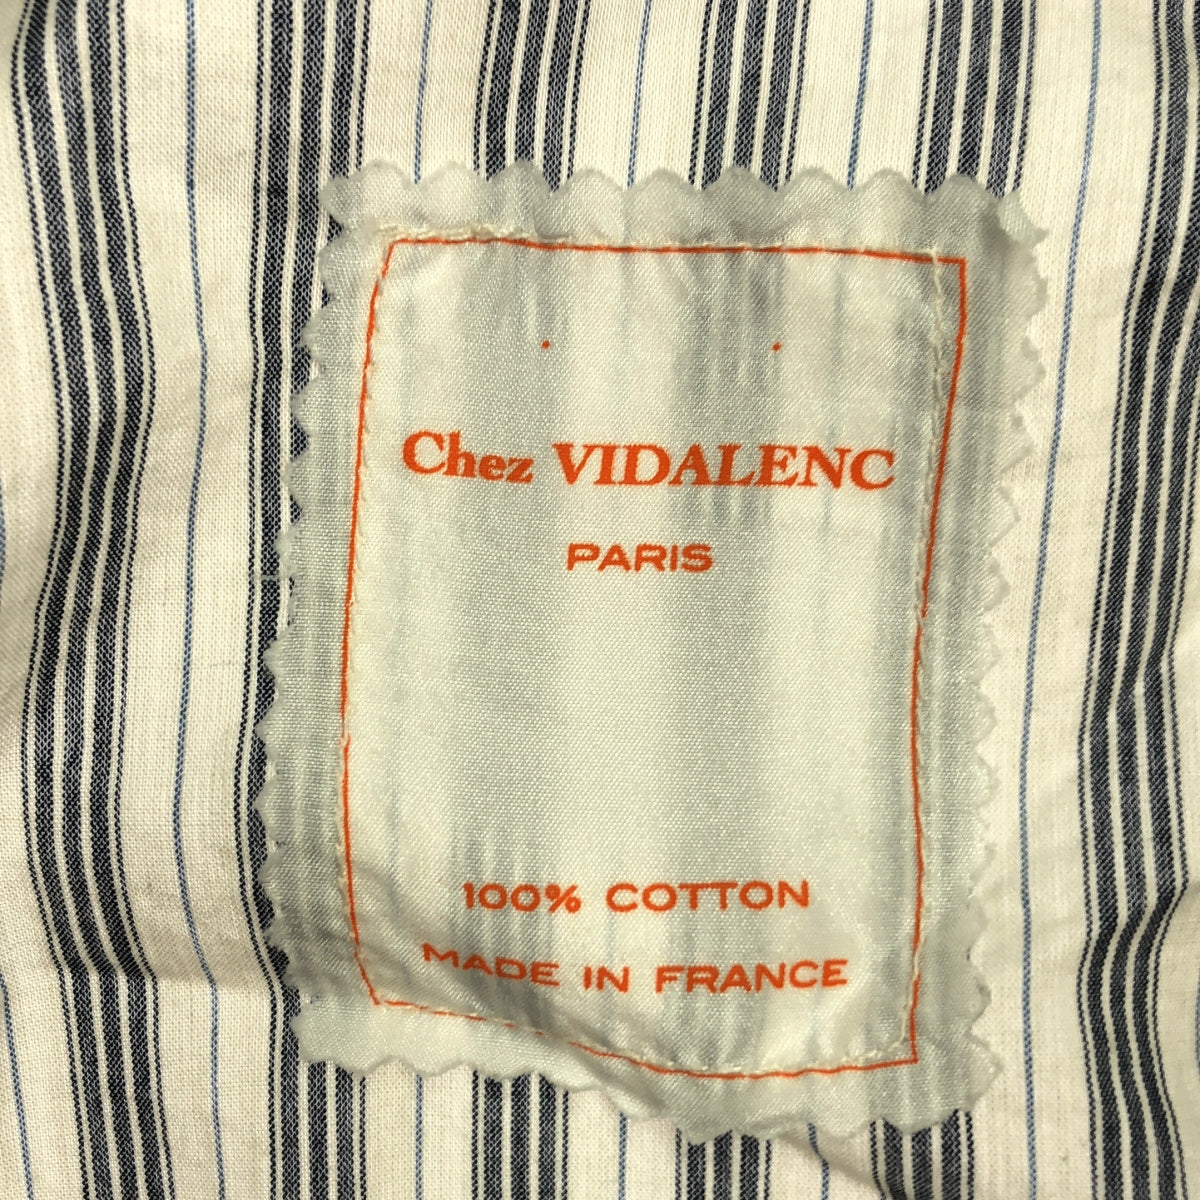 Chez VIDALENC
PARIS
100% COTTON
MADE IN FRANCE